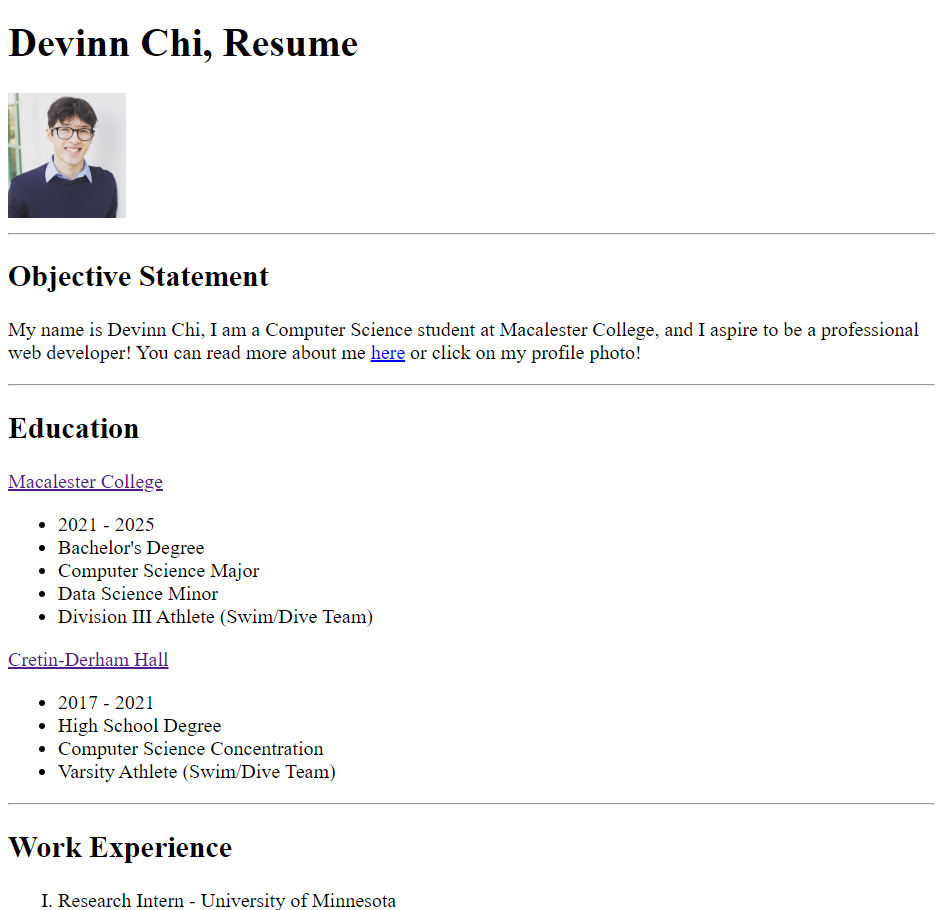 Devinn Chi, Resume
Objective Statement
My name is Devinn Chi, I am a Computer Science student at Macalester College, and I aspire to be a professional
web developer! You can read more about me here or click on my profile photo!
Education
Macalester College
• 2021 - 2025
• Bachelor's Degree
• Computer Science Major
• Data Science Minor
• Division III Athlete (Swim/Dive Team)
Cretin-Derham Hall
• 2017 - 2021
• High School Degree
• Computer Science Concentration
• Varsity Athlete (Swim/Dive Team)
Work Experience
I. Research Intern - University of Minnesota